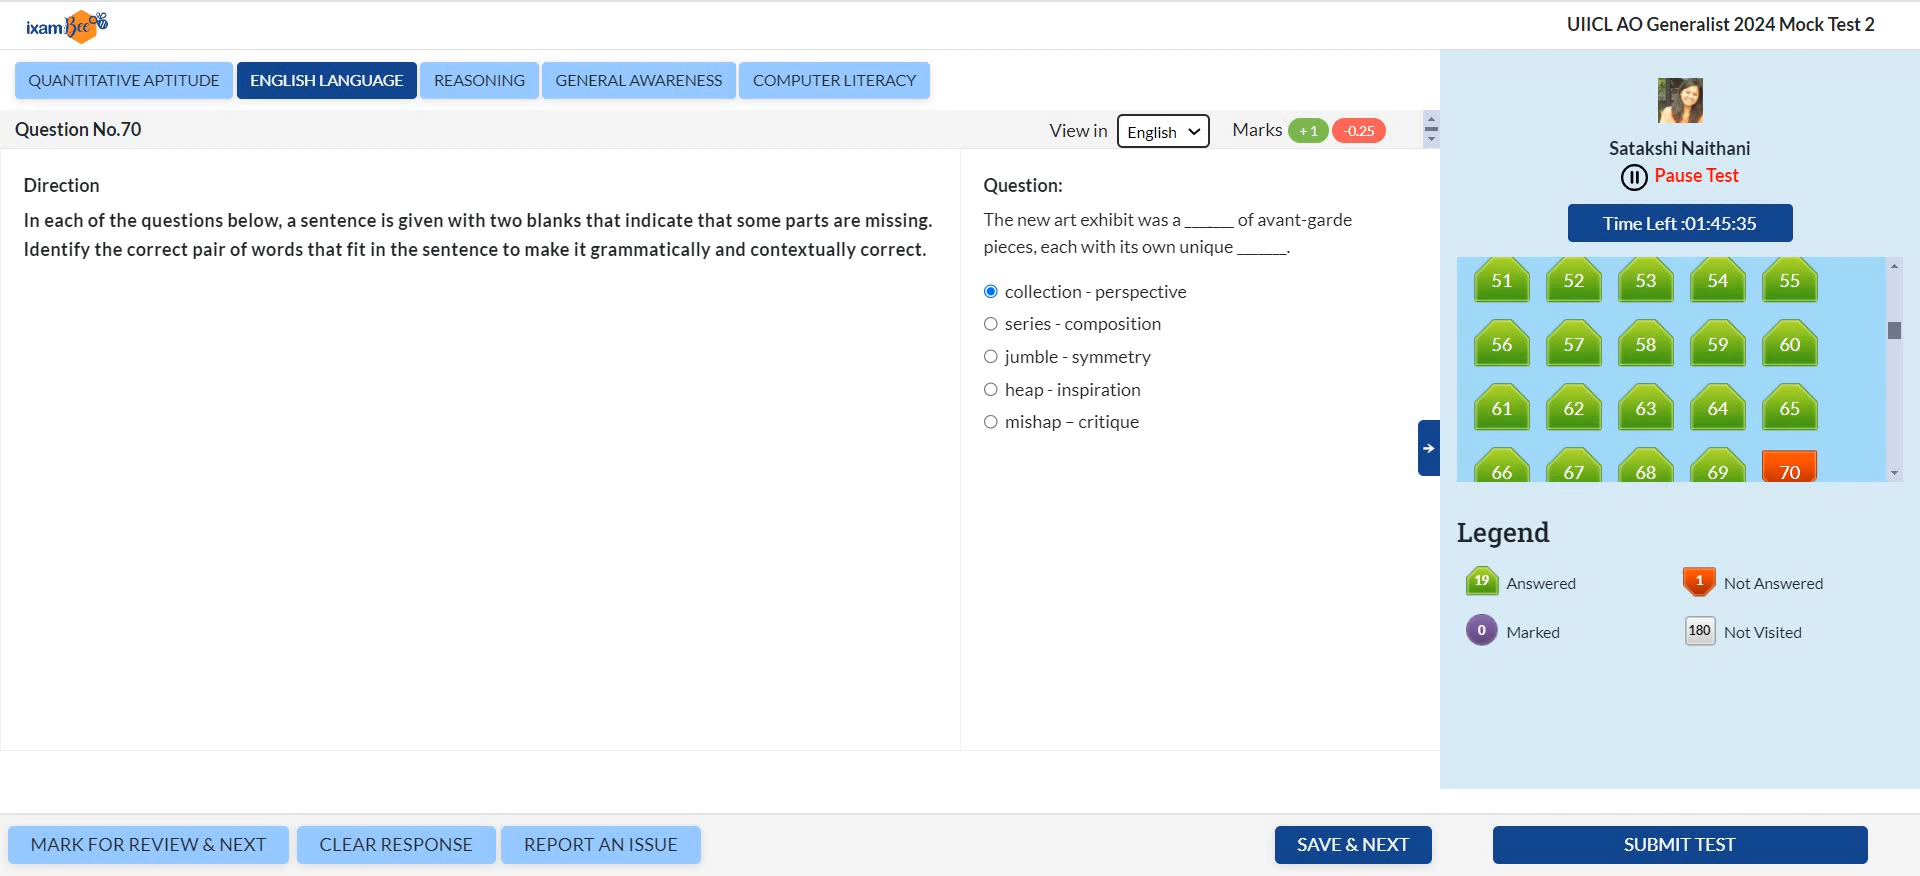 ixamBee
UIICL AO Generalist 2024 Mock Test 2
QUANTITATIVE APTITUDE
ENGLISH LANGUAGE
REASONING
GENERAL AWARENESS
COMPUTER LITERACY
Question No.70
View in
English
Marks
+ 1
-0.25
Satakshi Naithani
Pause Test
Time Left :01:45:35
Direction
In each of the questions below, a sentence is given with two blanks that indicate that some parts are missing.
Identify the correct pair of words that fit in the sentence to make it grammatically and contextually correct.
Question:
The new art exhibit was a ______ of avant-garde
pieces, each with its own unique ______.
collection - perspective
series - composition
jumble - symmetry
heap - inspiration
mishap – critique
51 52 53 54 55
56 57 58 59 60
61 62 63 64 65
66 67 68 69 70
Legend
19 Answered
1 Not Answered
0 Marked
180 Not Visited
MARK FOR REVIEW & NEXT
CLEAR RESPONSE
REPORT AN ISSUE
SAVE & NEXT
SUBMIT TEST